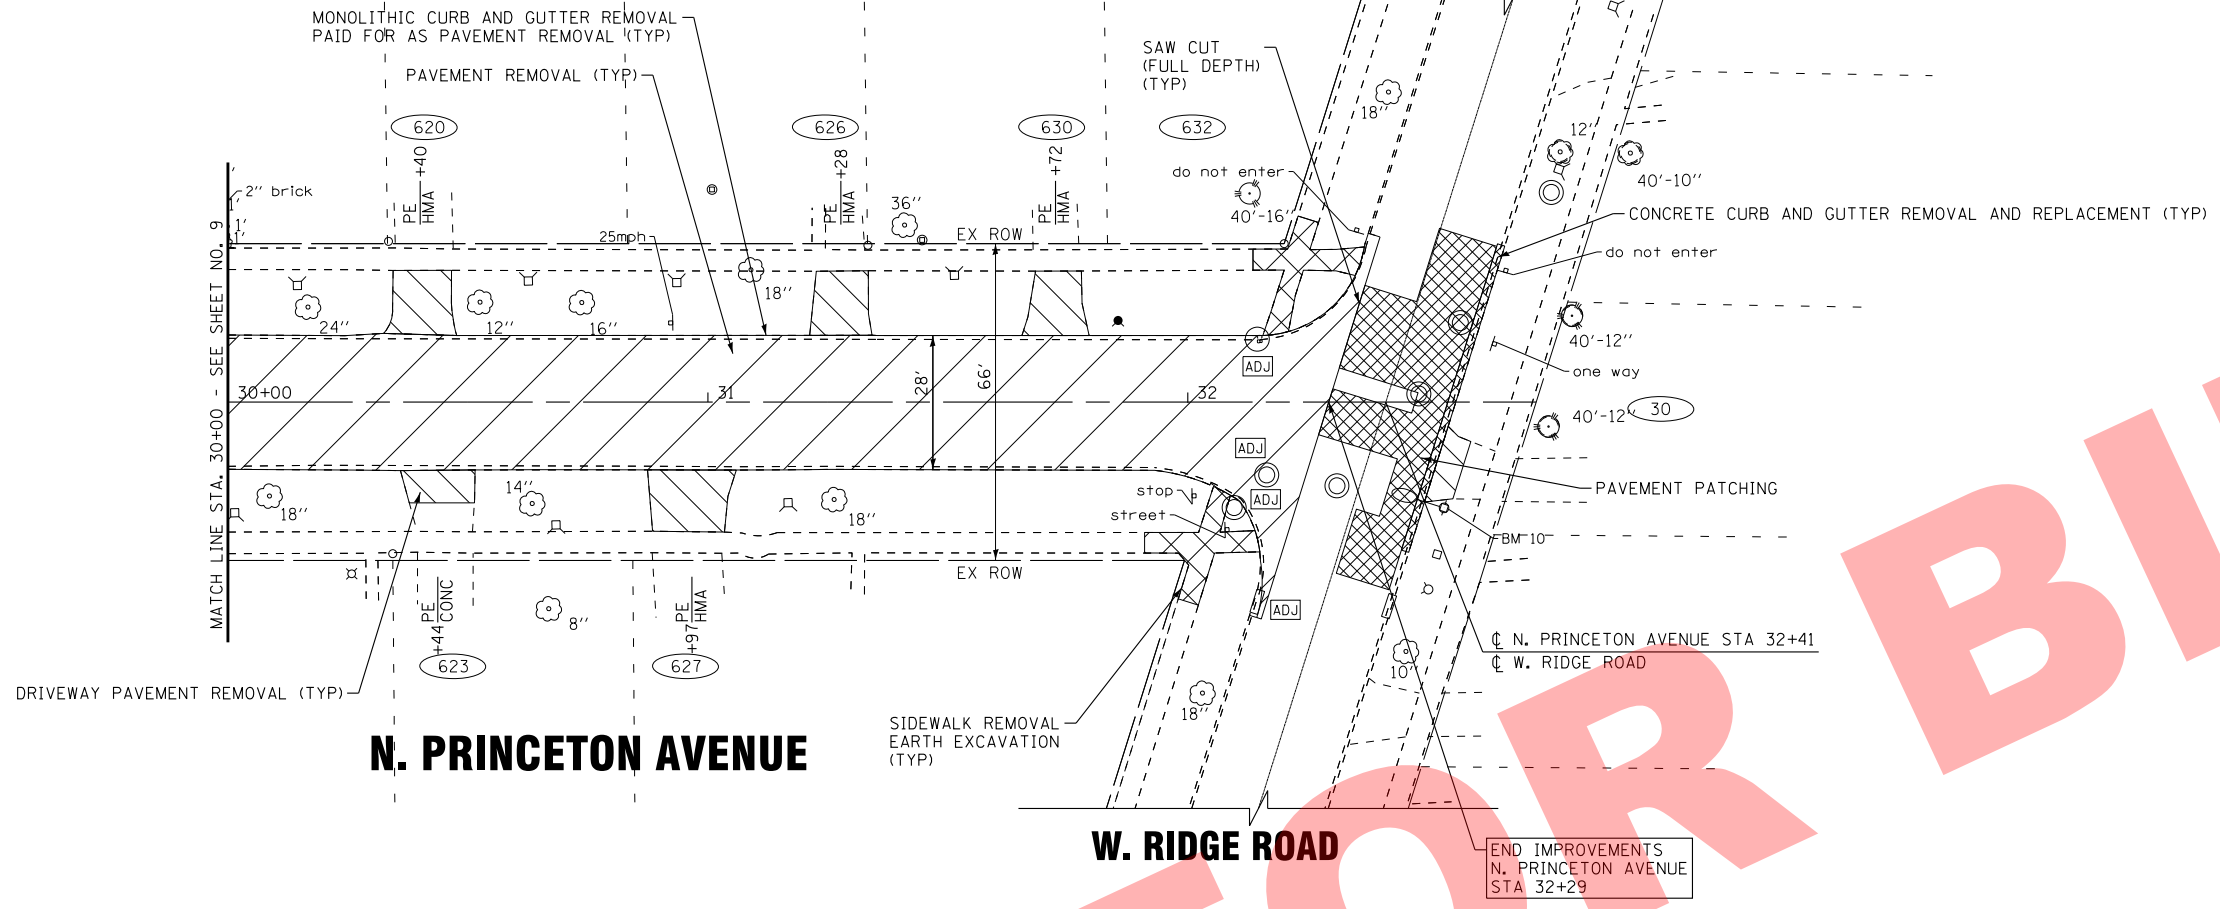 MONOLITHIC CURB AND GUTTER REMOVAL
PAID FOR AS PAVEMENT REMOVAL (TYP)
PAVEMENT REMOVAL (TYP)
SAW CUT
(FULL DEPTH)
(TYP)
18''
620
626
630
632
12'
PE
HMA
+40
PE
HMA
+28
PE
HMA
+72
do not enter
40'-10''
2'' brick
1'
1'
1'
36''
40'-16''
CONCRETE CURB AND GUTTER REMOVAL AND REPLACEMENT (TYP)
25mph
EX ROW
do not enter
18''
24''
12''
16''
40'-12''
ADJ
one way
MATCH LINE STA. 30+00 - SEE SHEET NO. 9
30+00
31
28'
66'
32
40'-12''
30
ADJ
14''
stop
ADJ
PAVEMENT PATCHING
18''
18''
street
BM 10
EX ROW
PE
CONC
+44
PE
HMA
+97
8''
ADJ
℄ N. PRINCETON AVENUE STA 32+41
℄ W. RIDGE ROAD
623
627
10'
DRIVEWAY PAVEMENT REMOVAL (TYP)
18''
SIDEWALK REMOVAL
EARTH EXCAVATION
(TYP)
N. PRINCETON AVENUE
W. RIDGE ROAD
END IMPROVEMENTS
N. PRINCETON AVENUE
STA 32+29
OR BI